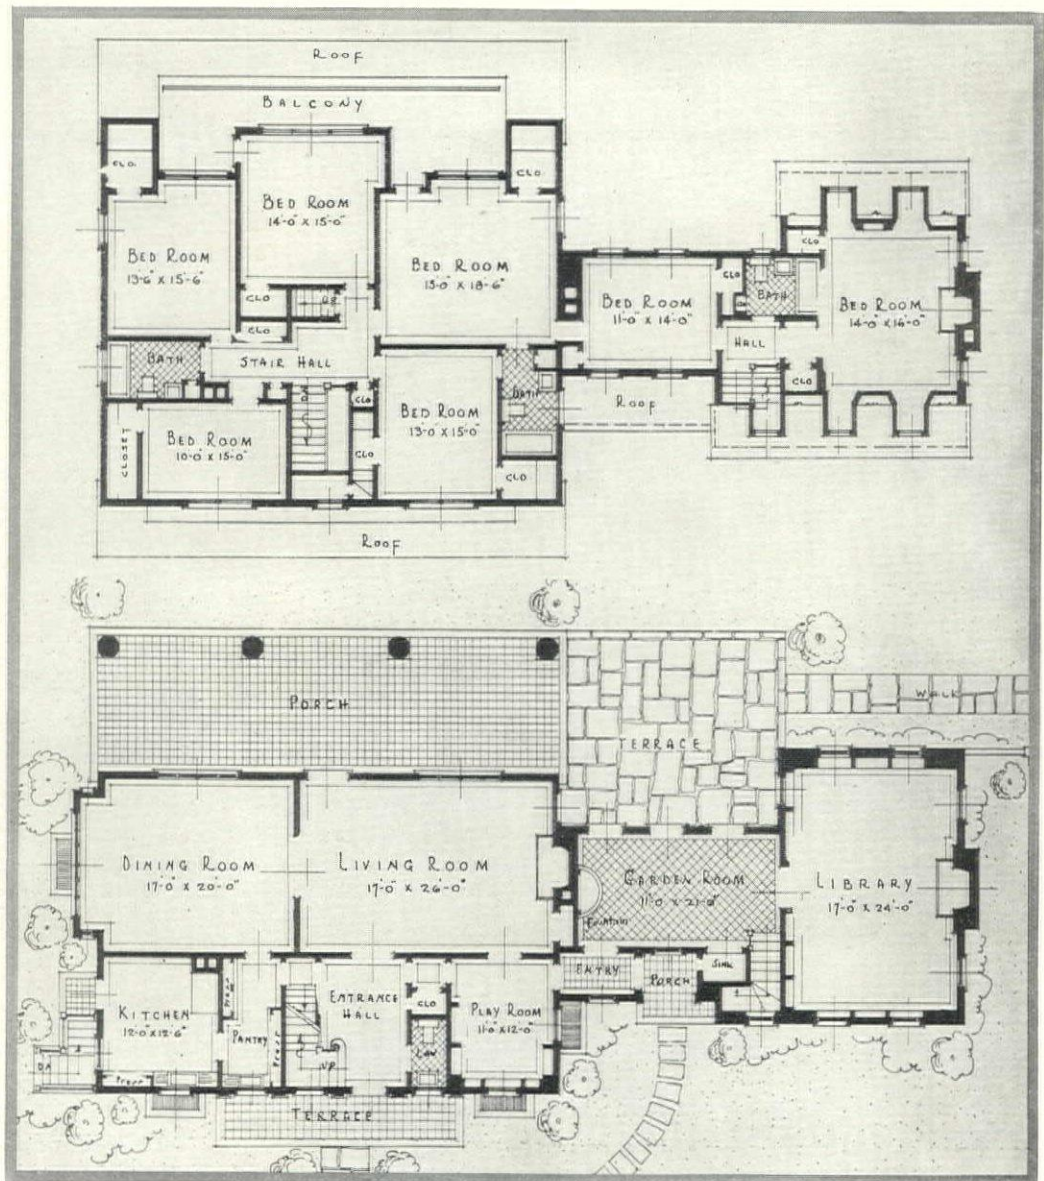 ROOF
BALCONY
CLO.
CLO.
BED ROOM
14'-0" X 15'-0"
BED ROOM
13'-6" X 15'-6"
BED ROOM
15'-0" X 18'-6"
CLO
CLO
BED ROOM
11'-0" X 14'-0"
CLO
BATH
CLO
BED ROOM
14'-0" X 16'-0"
HALL
CLO
STAIR HALL
BATH
BATH
CLO
BED ROOM
13'-0" X 15'-0"
ROOF
CLOSET
BED ROOM
10'-0" X 15'-0"
DN
CLO
CLO
ROOF
PORCH
TERRACE
WALK
DINING ROOM
17'-0" X 20'-0"
LIVING ROOM
17'-0" X 26'-0"
GARDEN ROOM
11'-0" X 21'-0"
FOUNTAIN
LIBRARY
17'-0" X 24'-0"
KITCHEN
12'-0" X 12'-6"
PANTRY
ENTRANCE
HALL
UP
CLO
LAV
PLAY ROOM
11'-0" X 12'-0"
ENTRY
PORCH
SINK
DN
TERRACE